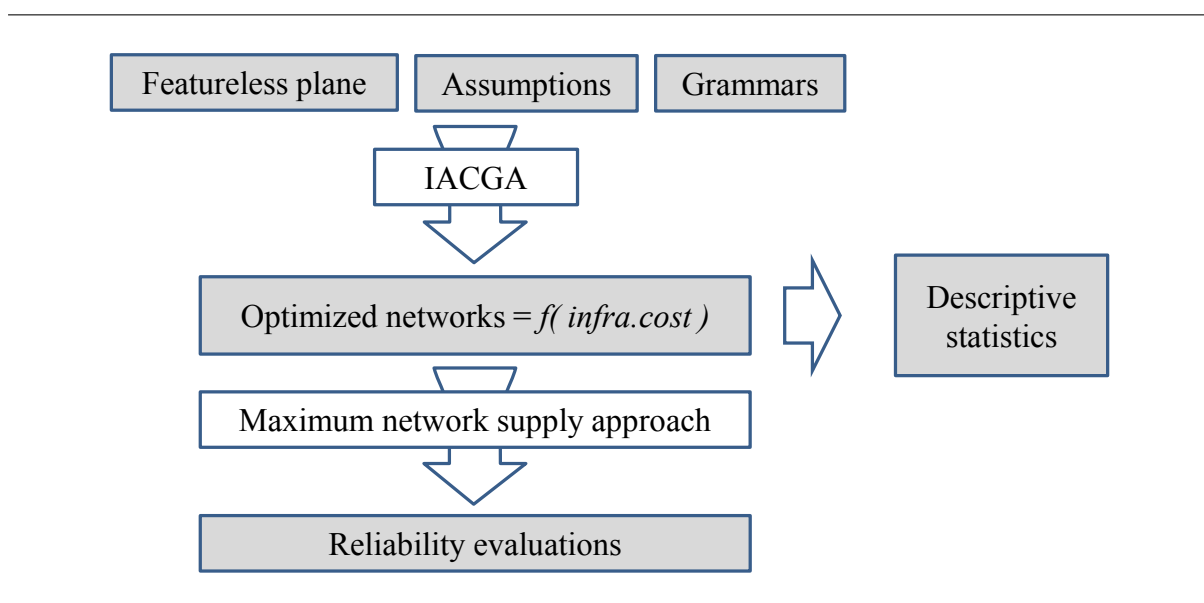 Featureless plane
Assumptions
Grammars
IACGA
Optimized networks = f( infra.cost )
Descriptive
statistics
Maximum network supply approach
Reliability evaluations